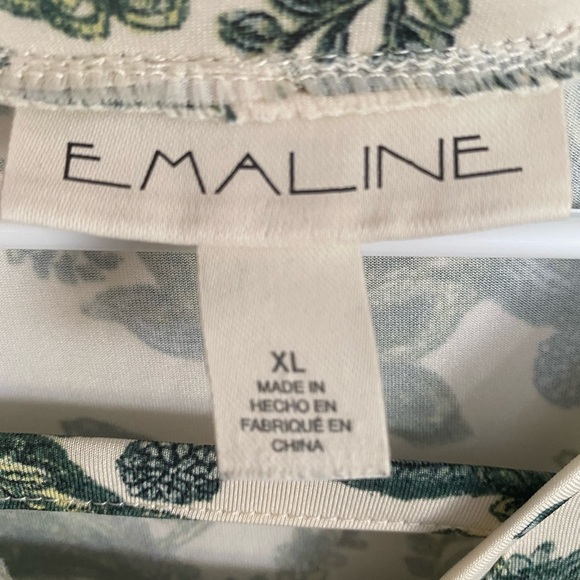 EMALINE
XL
MADE IN
HECHO EN
FABRIQUÉ EN
CHINA